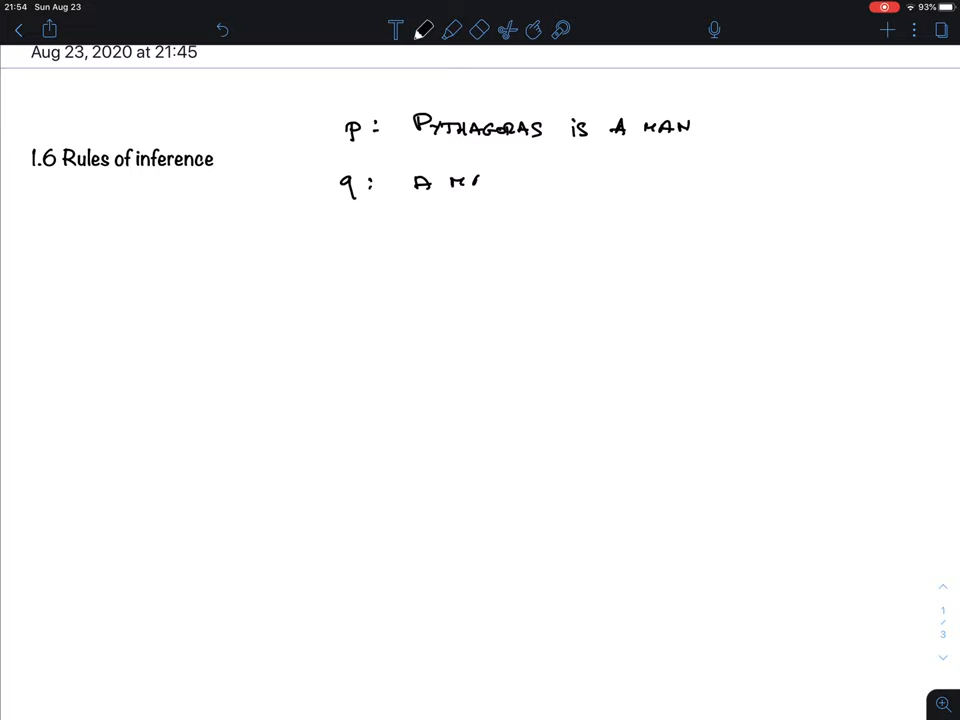 21:54 Sun Aug 23
93%
T
Aug 23, 2020 at 21:45
p: PYTHAGORAS is A MAN
1.6 Rules of inference
q: A
1
/
3